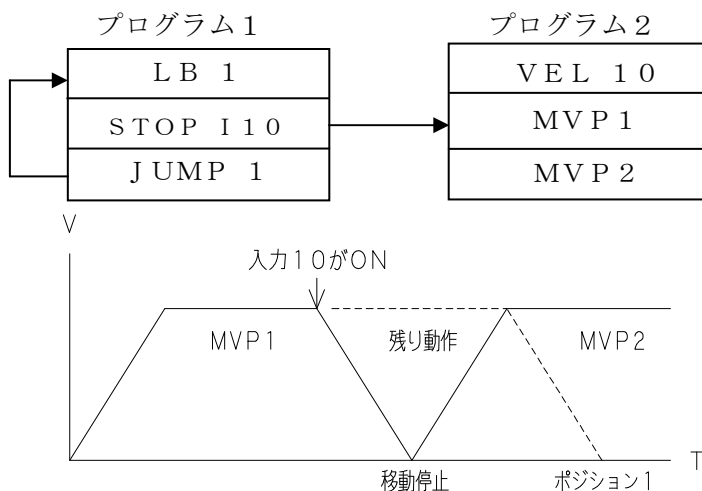 プログラム１
ＬＢ １
ＳＴＯＰ Ｉ１０
ＪＵＭＰ １
プログラム２
ＶＥＬ １０
ＭＶＰ１
ＭＶＰ２
V
入力１０がON
MVP1
残り動作
MVP2
T
移動停止
ポジション１